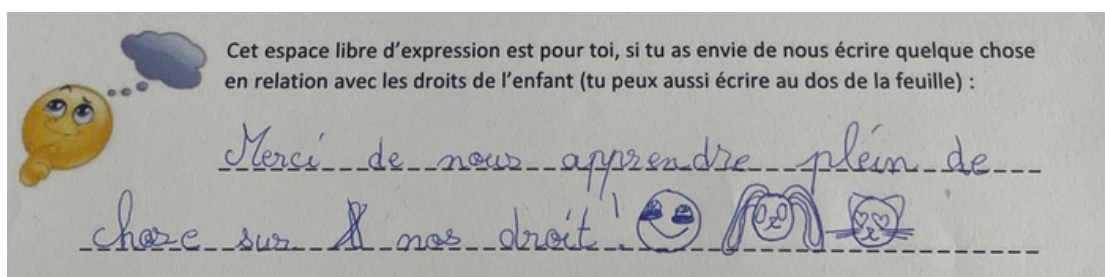 Cet espace libre d'expression est pour toi, si tu as envie de nous écrire quelque chose
en relation avec les droits de l'enfant (tu peux aussi écrire au dos de la feuille) :
Merci de nous apprendre plein de
chose sur nos droit !